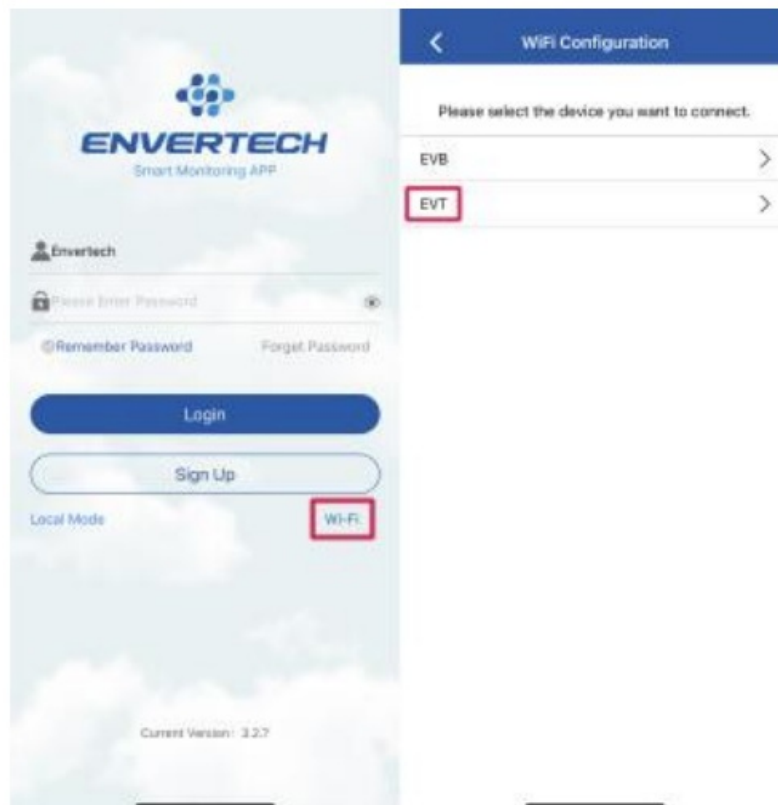 ENVERTECH
Smart Monitoring APP
Envertech
Please Enter Password
Remember Password Forget Password
Login
Sign Up
Local Mode Wi-Fi
Current Version: 3.2.7
WiFi Configuration
Please select the device you want to connect.
EVB
EVT